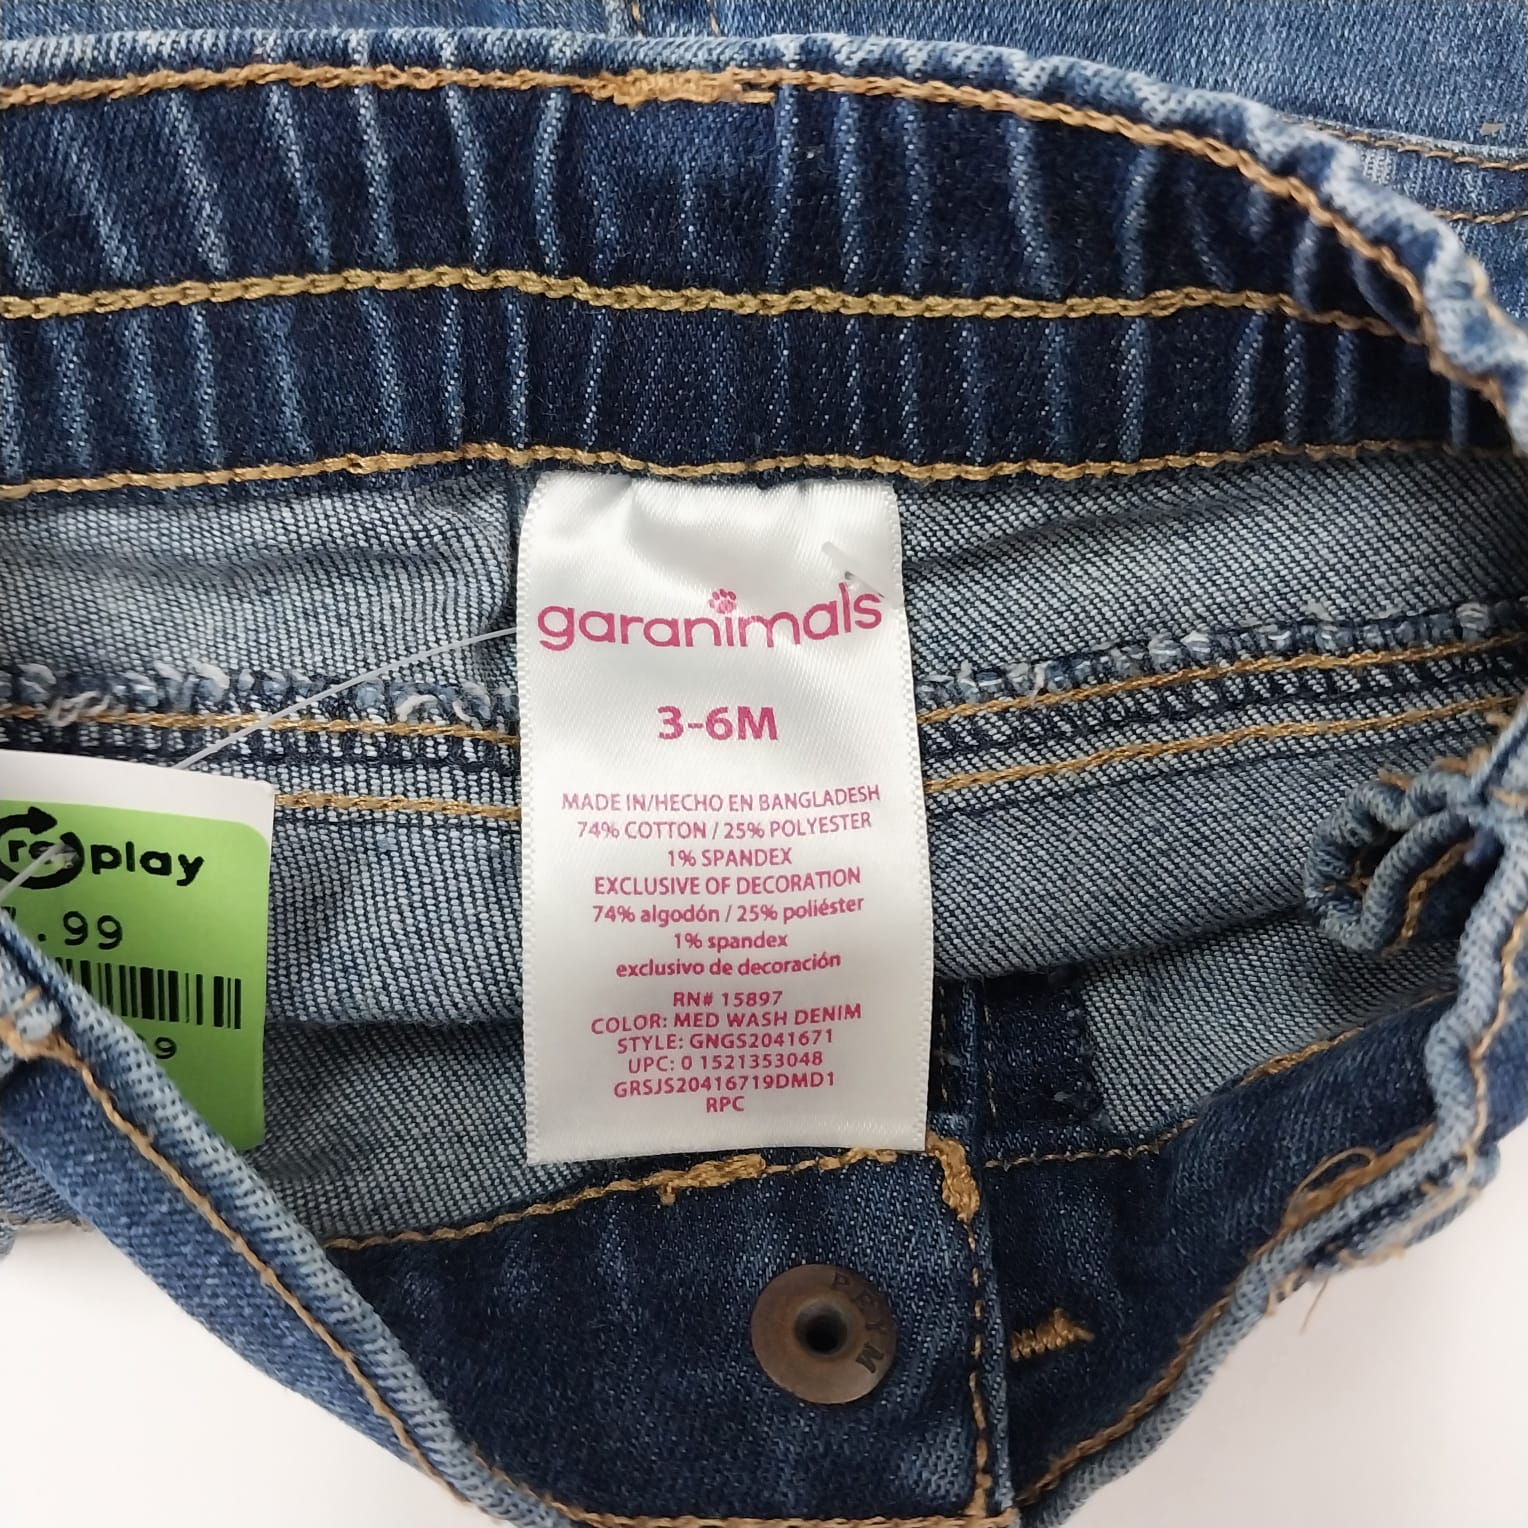 garanimals
3-6M
MADE IN/HECHO EN BANGLADESH
74% COTTON / 25% POLYESTER
1% SPANDEX
EXCLUSIVE OF DECORATION
74% algodón / 25% poliéster
1% spandex
exclusivo de decoración
RN# 15897
COLOR: MED WASH DENIM
STYLE: GNGS2041671
UPC: 0 1521353048
GRSJS20416719DMD1
RPC
play
.99
PRYM